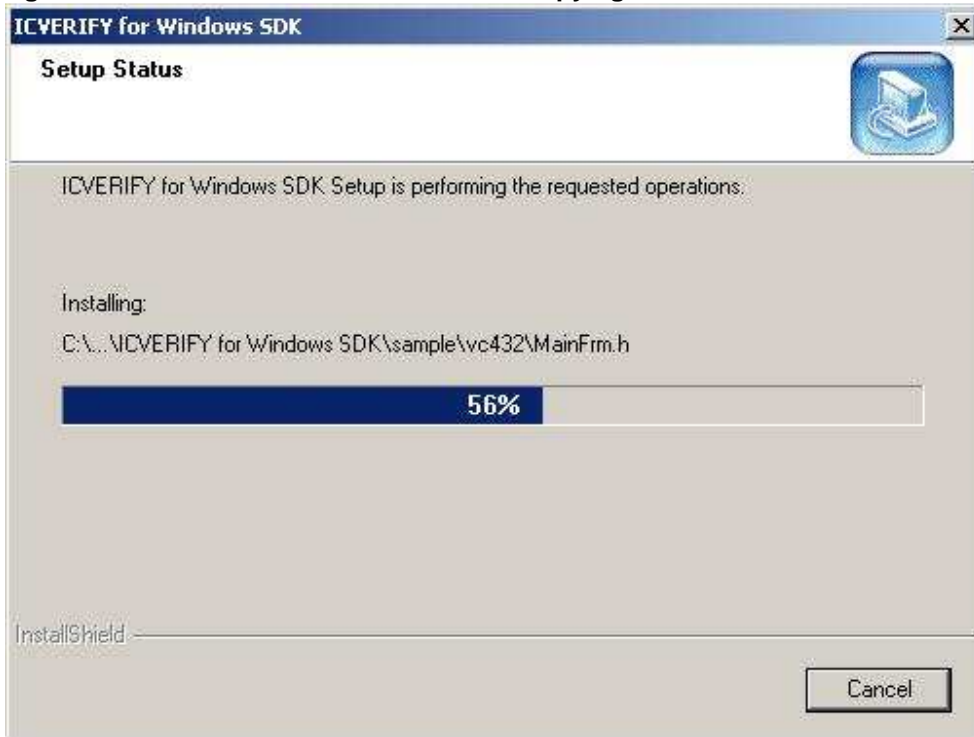 ICVERIFY for Windows SDK
Setup Status
ICVERIFY for Windows SDK Setup is performing the requested operations.
Installing:
C:\...\ICVERIFY for Windows SDK\sample\vc432\MainFrm.h
56%
InstallShield
Cancel